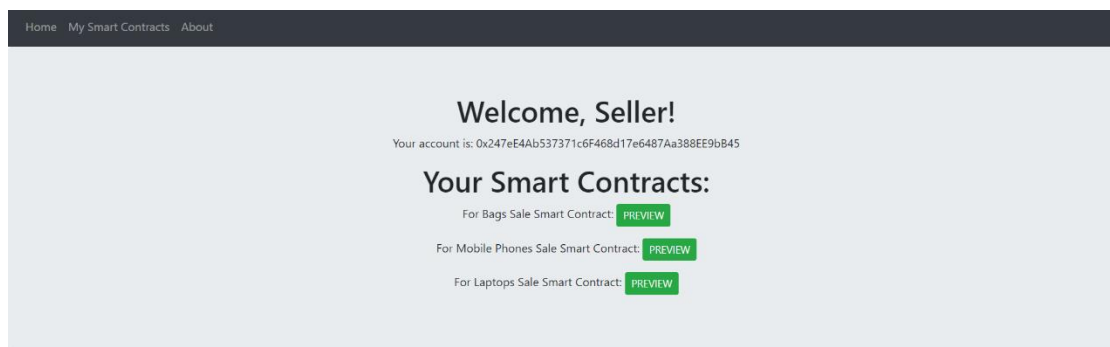 Home My Smart Contracts About
Welcome, Seller!
Your account is: 0x247eE4Ab537371c6F468d17e6487Aa388EE9bB45
Your Smart Contracts:
For Bags Sale Smart Contract: PREVIEW
For Mobile Phones Sale Smart Contract: PREVIEW
For Laptops Sale Smart Contract: PREVIEW